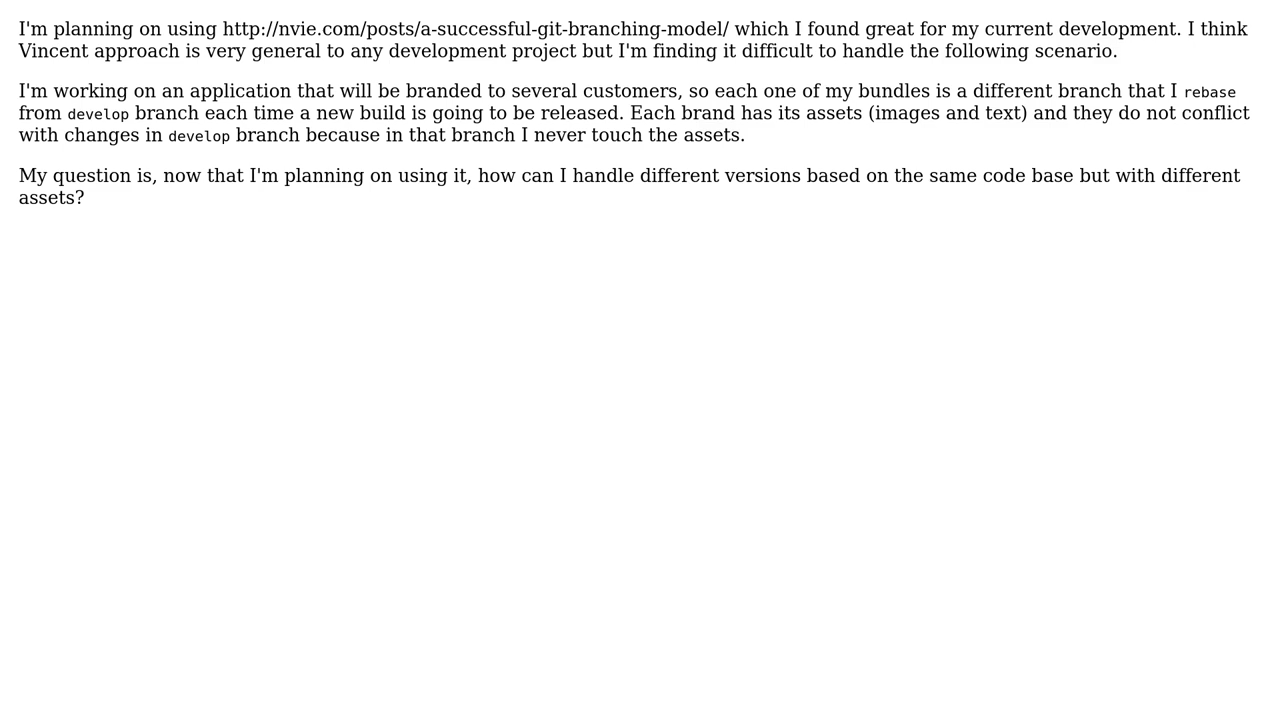 I'm planning on using http://nvie.com/posts/a-successful-git-branching-model/ which I found great for my current development. I think
Vincent approach is very general to any development project but I'm finding it difficult to handle the following scenario.
I'm working on an application that will be branded to several customers, so each one of my bundles is a different branch that I rebase
from develop branch each time a new build is going to be released. Each brand has its assets (images and text) and they do not conflict
with changes in develop branch because in that branch I never touch the assets.
My question is, now that I'm planning on using it, how can I handle different versions based on the same code base but with different
assets?